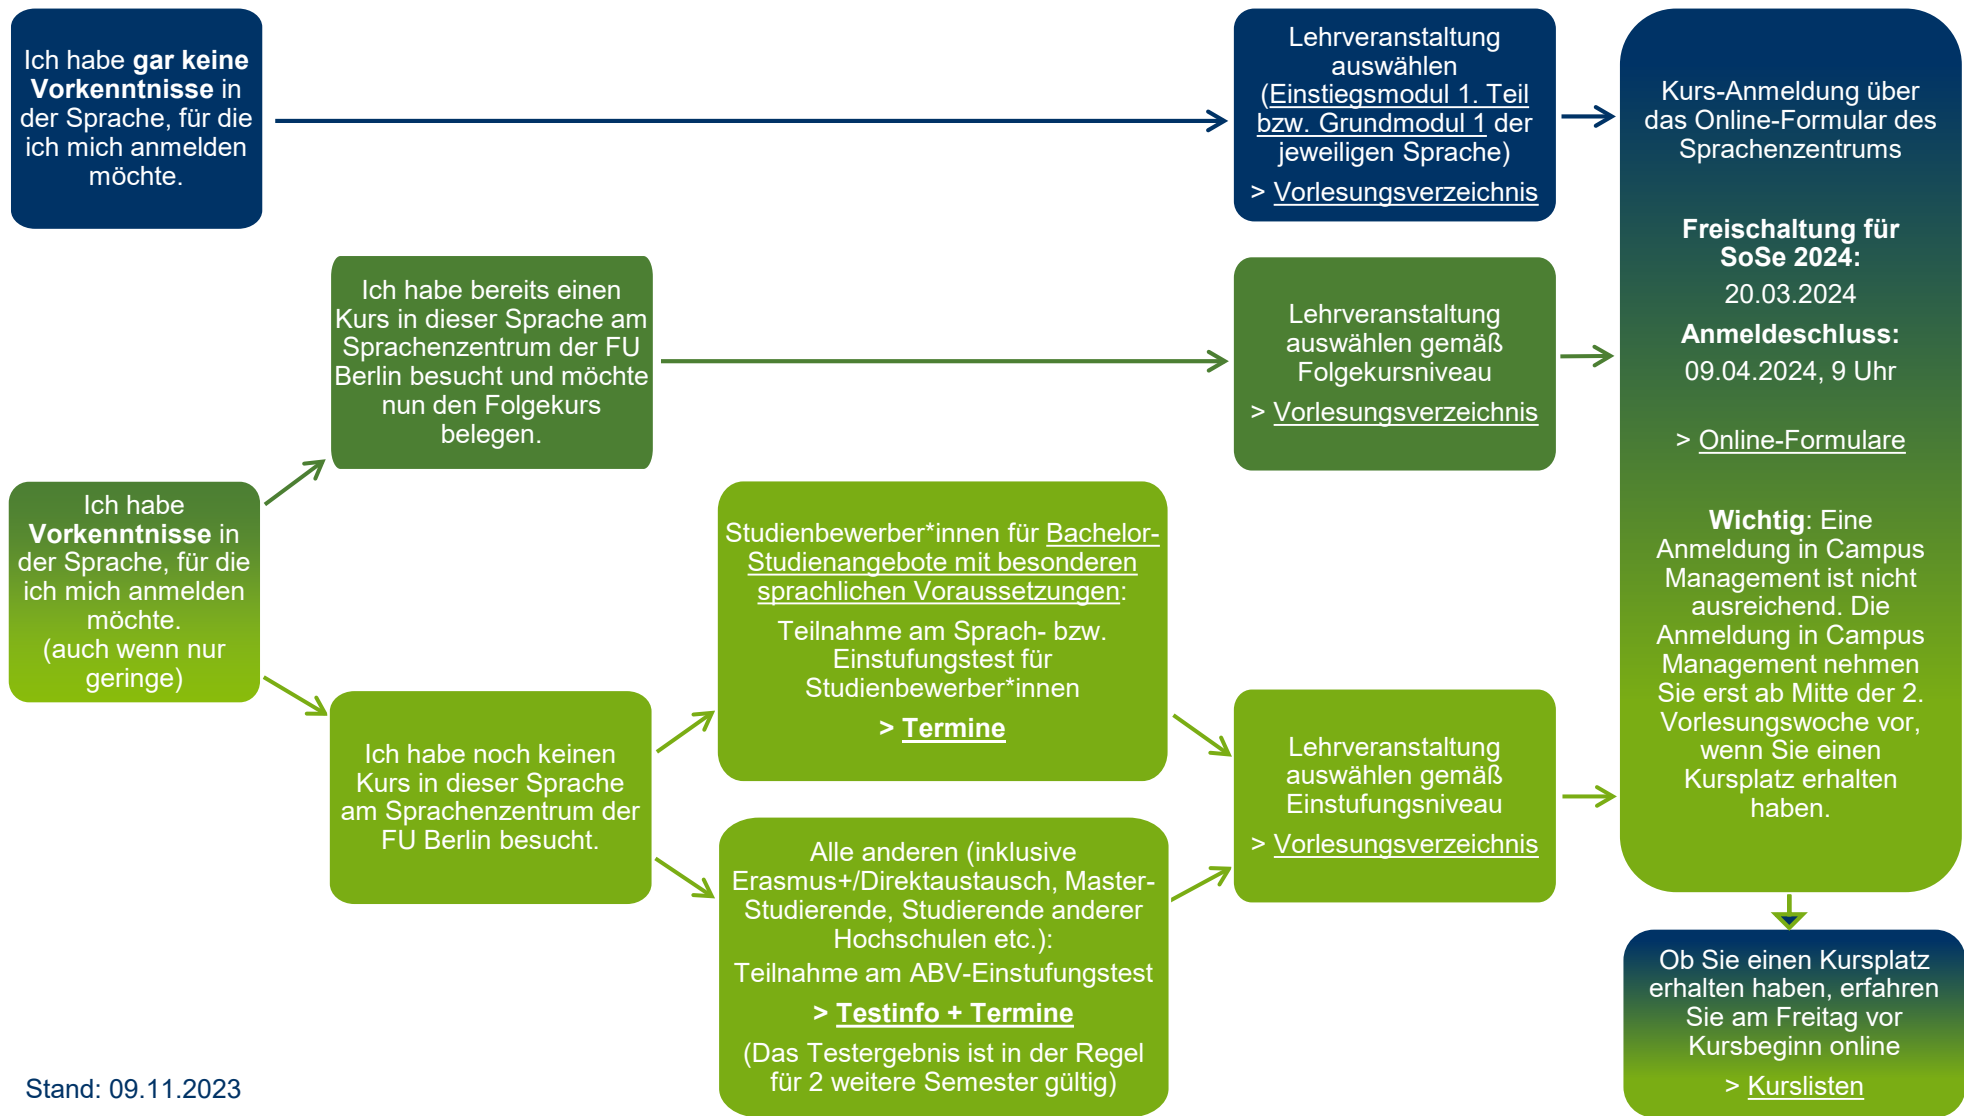 Ich habe gar keine
Vorkenntnisse in
der Sprache, für die
ich mich anmelden
möchte.
Lehrveranstaltung
auswählen
(Einstiegsmodul 1. Teil
bzw. Grundmodul 1 der
jeweiligen Sprache)
> Vorlesungsverzeichnis
Ich habe
Vorkenntnisse in
der Sprache, für die
ich mich anmelden
möchte.
(auch wenn nur
geringe)
Ich habe bereits einen
Kurs in dieser Sprache am
Sprachenzentrum der FU
Berlin besucht und möchte
nun den Folgekurs
belegen.
Lehrveranstaltung
auswählen gemäß
Folgekursniveau
> Vorlesungsverzeichnis
Ich habe noch keinen
Kurs in dieser Sprache
am Sprachenzentrum der
FU Berlin besucht.
Studienbewerber*innen für Bachelor-
Studienangebote mit besonderen
sprachlichen Voraussetzungen:
Teilnahme am Sprach- bzw.
Einstufungstest für
Studienbewerber*innen
> Termine
Alle anderen (inklusive
Erasmus+/Direktaustausch, Master-
Studierende, Studierende anderer
Hochschulen etc.):
Teilnahme am ABV-Einstufungstest
> Testinfo + Termine
(Das Testergebnis ist in der Regel
für 2 weitere Semester gültig)
Lehrveranstaltung
auswählen gemäß
Einstufungsniveau
> Vorlesungsverzeichnis
Kurs-Anmeldung über
das Online-Formular des
Sprachenzentrums
Freischaltung für
SoSe 2024:
20.03.2024
Anmeldeschluss:
09.04.2024, 9 Uhr
> Online-Formulare
Wichtig: Eine
Anmeldung in Campus
Management ist nicht
ausreichend. Die
Anmeldung in Campus
Management nehmen
Sie erst ab Mitte der 2.
Vorlesungswoche vor,
wenn Sie einen
Kursplatz erhalten
haben.
Ob Sie einen Kursplatz
erhalten haben, erfahren
Sie am Freitag vor
Kursbeginn online
> Kurslisten
Stand: 09.11.2023